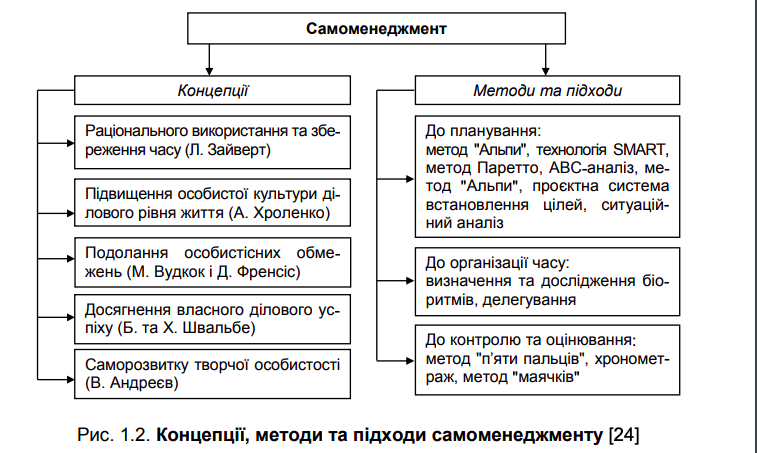 Самоменеджмент
Концепції
Раціонального використання та збе-
реження часу (Л. Зайверт)
Підвищення особистої культури ді-
лового рівня життя (А. Хроленко)
Подолання особистісних обме-
жень (М. Вудкок і Д. Френсіс)
Досягнення власного ділового ус-
піху (Б. та Х. Швальбе)
Саморозвитку творчої особистості
(В. Андреєв)
Методи та підходи
До планування:
метод "Альпи", технологія SMART,
метод Паретто, АВС-аналіз, ме-
тод "Альпи", проєктна система
встановлення цілей, ситуацій-
ний аналіз
До організації часу:
визначення та дослідження біо-
ритмів, делегування
До контролю та оцінювання:
метод "п’яти пальців", хрономет-
раж, метод "маячків"
Рис. 1.2. Концепції, методи та підходи самоменеджменту [24]